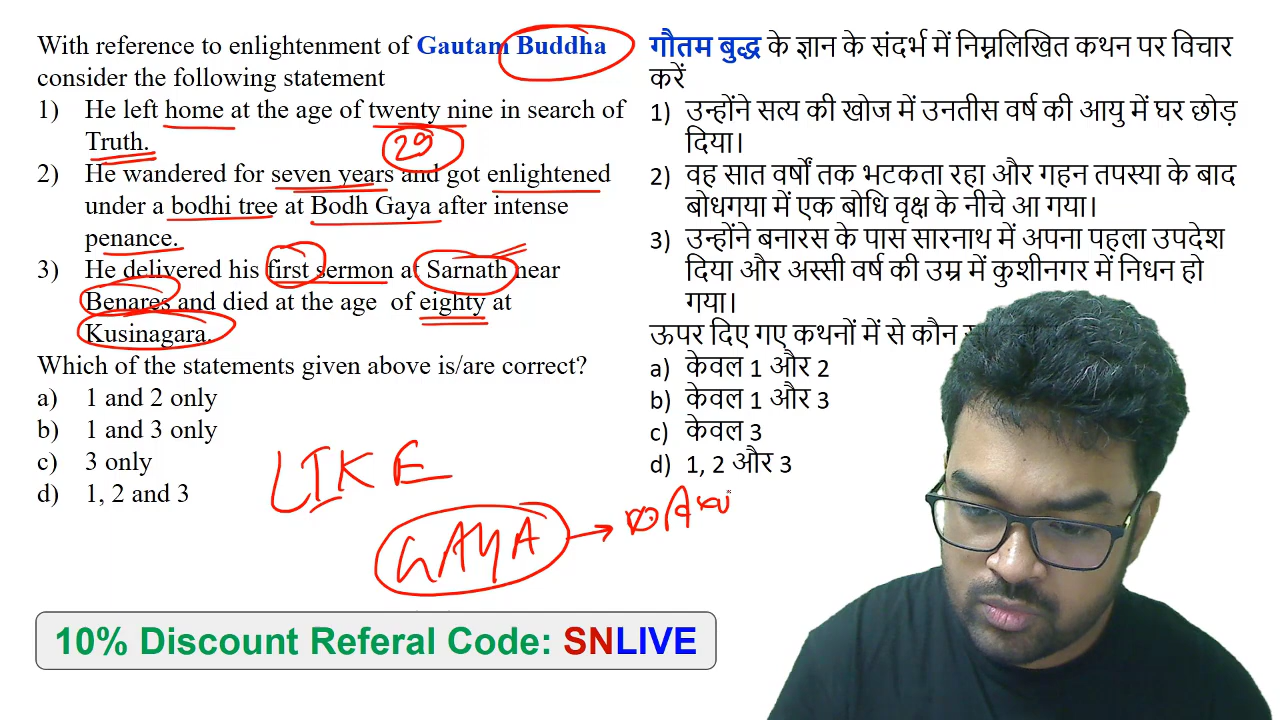 With reference to enlightenment of Gautam Buddha
consider the following statement
1) He left home at the age of twenty nine in search of
Truth.
29
2) He wandered for seven years and got enlightened
under a bodhi tree at Bodh Gaya after intense
penance.
3) He delivered his first sermon at Sarnath near
Benares and died at the age of eighty at
Kusinagara.
Which of the statements given above is/are correct?
a) 1 and 2 only
b) 1 and 3 only
c) 3 only
d) 1, 2 and 3
LIKE
GAYA
गौतम बुद्ध के ज्ञान के संदर्भ में निम्नलिखित कथन पर विचार
करें
1) उन्होंने सत्य की खोज में उनतीस वर्ष की आयु में घर छोड़
दिया।
2) वह सात वर्षों तक भटकता रहा और गहन तपस्या के बाद
बोधगया में एक बोधि वृक्ष के नीचे आ गया।
3) उन्होंने बनारस के पास सारनाथ में अपना पहला उपदेश
दिया और अस्सी वर्ष की उम्र में कुशीनगर में निधन हो
गया।
ऊपर दिए गए कथनों में से कौन
a) केवल 1 और 2
b) केवल 1 और 3
c) केवल 3
d) 1, 2 और 3
10% Discount Referal Code: SNLIVE